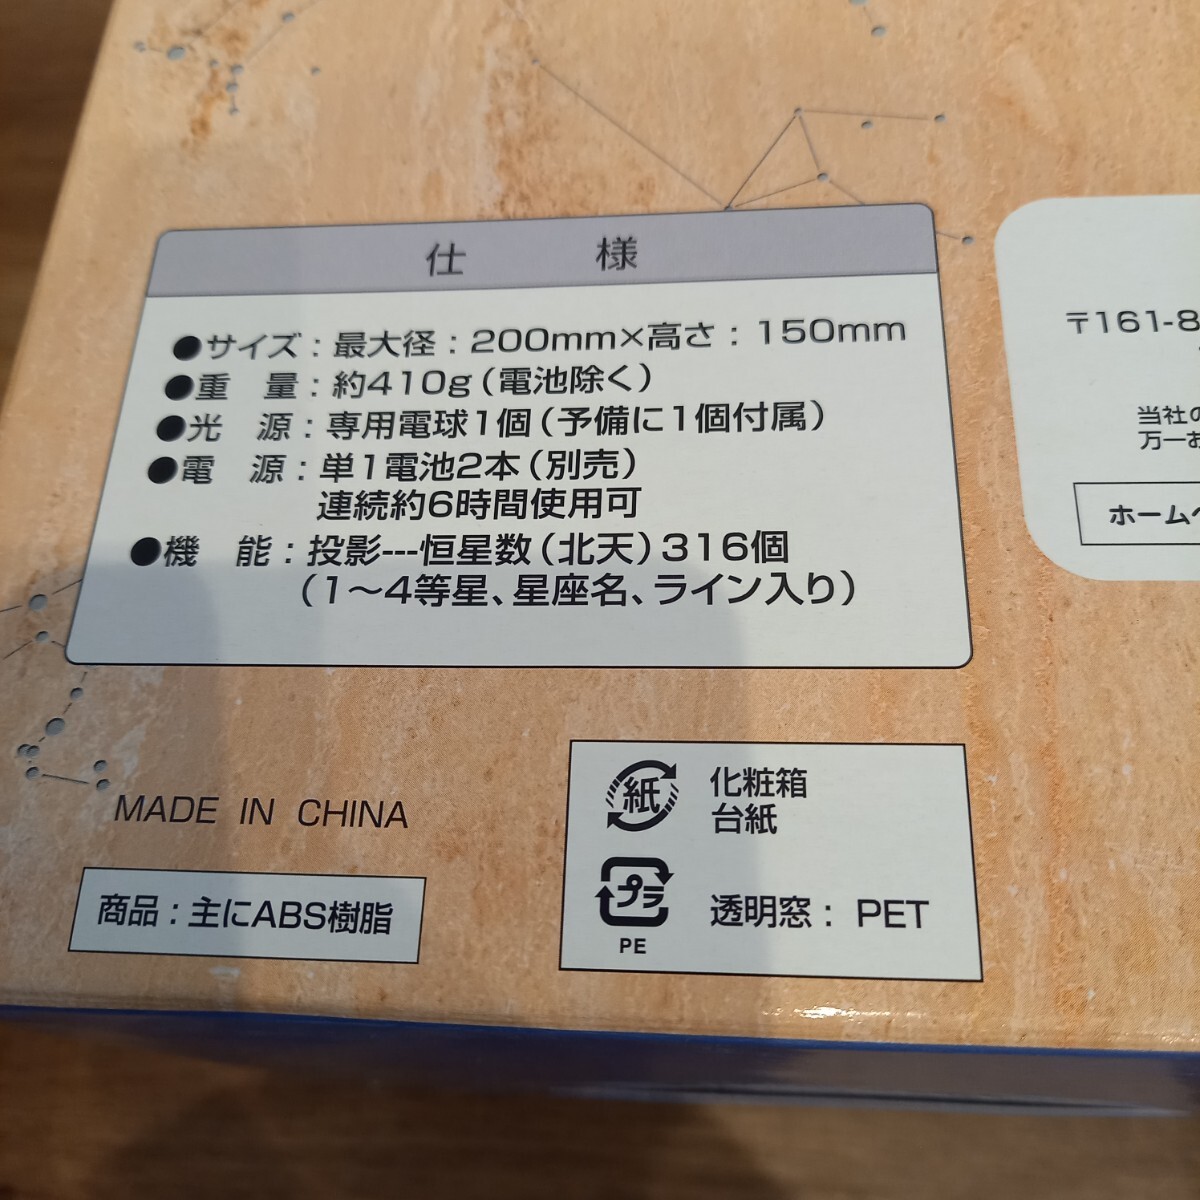 仕様
●サイズ：最大径：200mm×高さ：150mm
●重　量：約410g（電池除く）
●光　源：専用電球1個（予備に1個付属）
●電　源：単1電池2本（別売）
連続約6時間使用可
●機　能：投影---恒星数（北天）316個
（1～4等星、星座名、ライン入り）
〒161-8
当社の
万一お
ホームペ
MADE IN CHINA
商品：主にABS樹脂
紙 化粧箱
台紙
プラ 透明窓：PET
PE